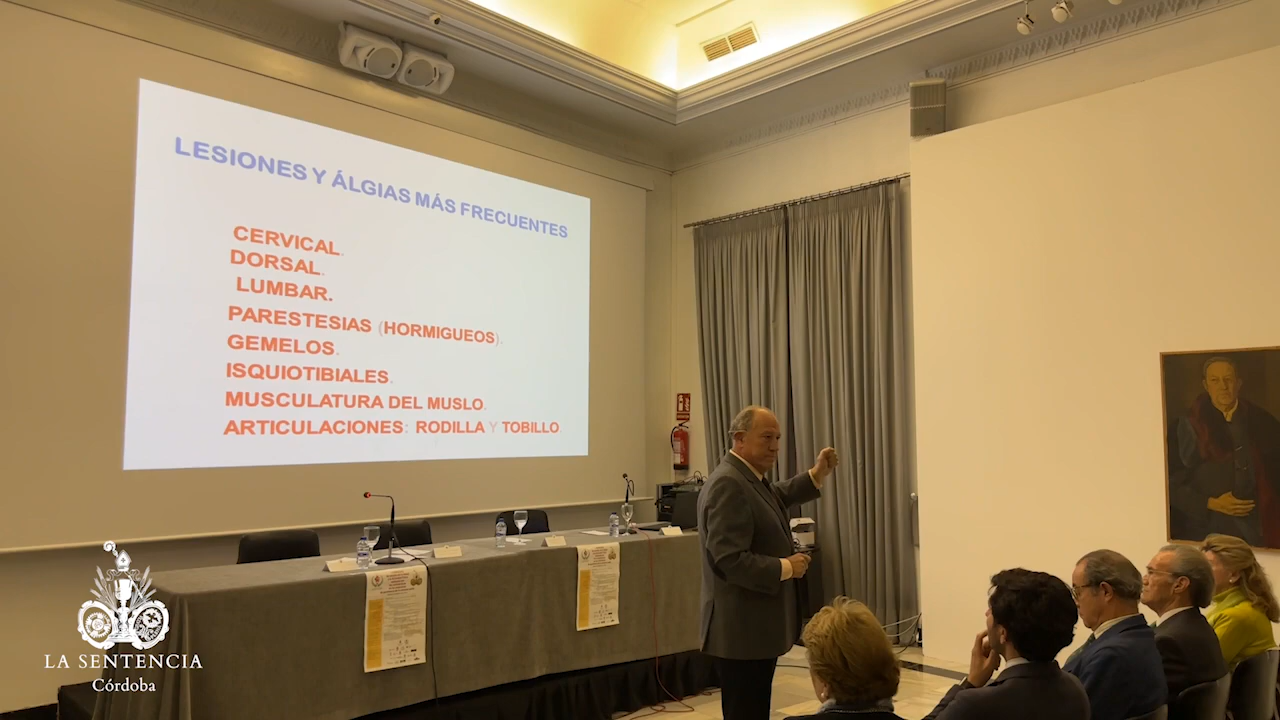 LESIONES Y ÁLGIAS MÁS FRECUENTES
CERVICAL.
DORSAL.
LUMBAR.
PARESTESIAS (HORMIGUEOS).
GEMELOS.
ISQUIOTIBIALES.
MUSCULATURA DEL MUSLO.
ARTICULACIONES: RODILLA Y TOBILLO.
LA SENTENCIA
Córdoba